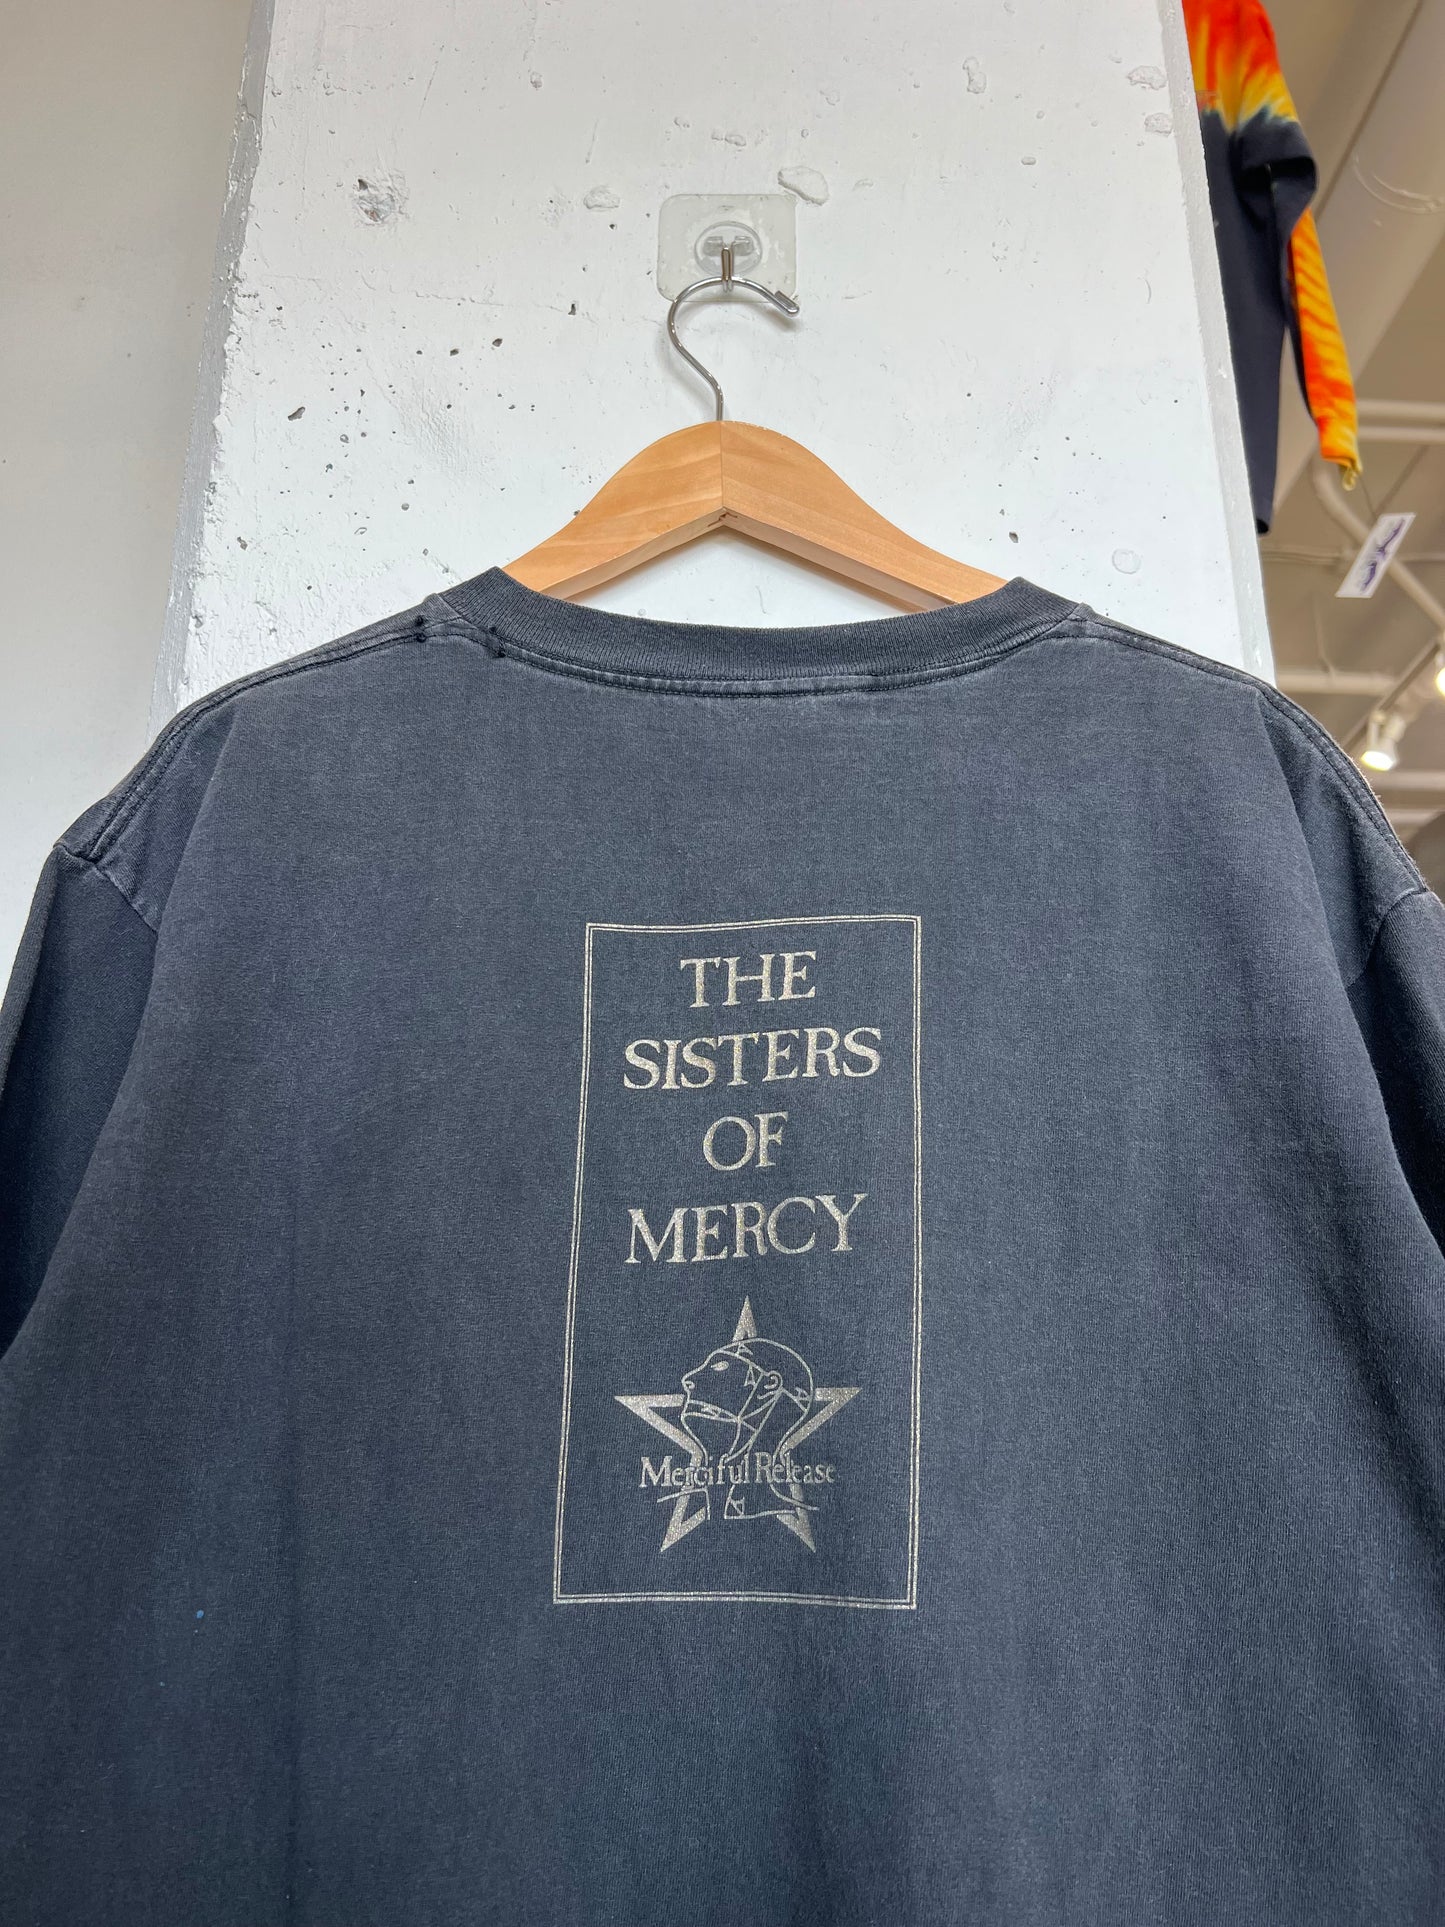 THE
SISTERS
OF
MERCY
Merciful Release